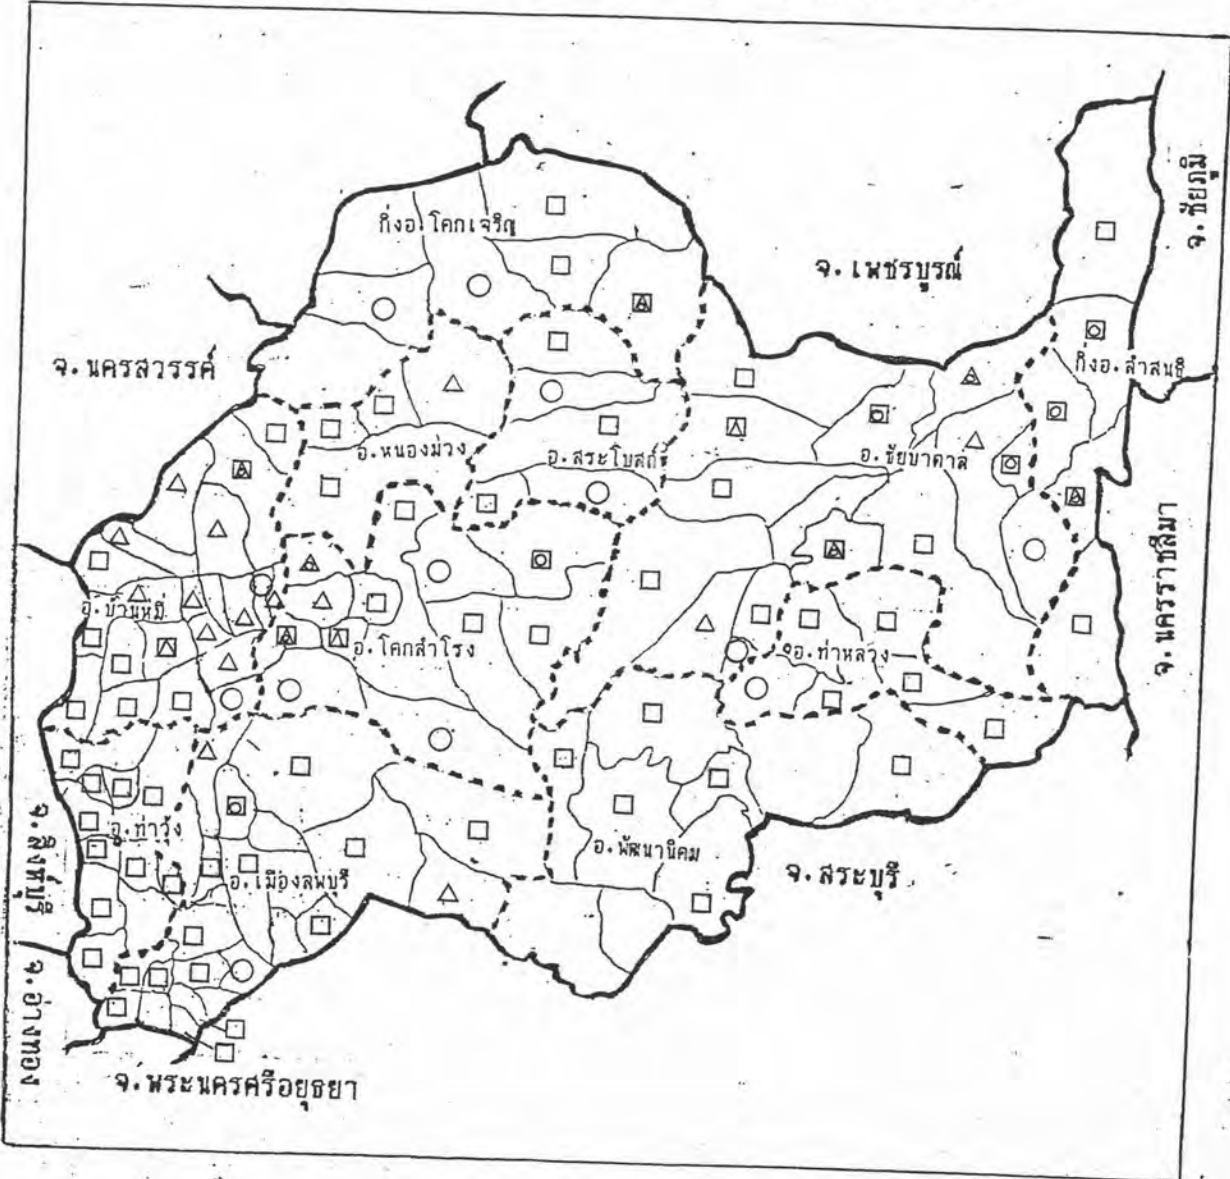 จ.ชัยภูมิ
กิ่งอ.โคกเจริญ
จ.เพชรบูรณ์
จ.นครสวรรค์
กิ่งอ.ลำสนธิ
อ.หนองม่วง
อ.สระโบสถ์
อ.ชัยบาดาล
จ.นครราชสีมา
อ.บ้านหมี่
อ.โคกสำโรง
อ.ท่าหลวง
จ.สิงห์บุรี
อ.ท่าวุ้ง
อ.พัฒนานิคม
อ.เมืองลพบุรี
จ.สระบุรี
จ.อ่างทอง
จ.พระนครศรีอยุธยา